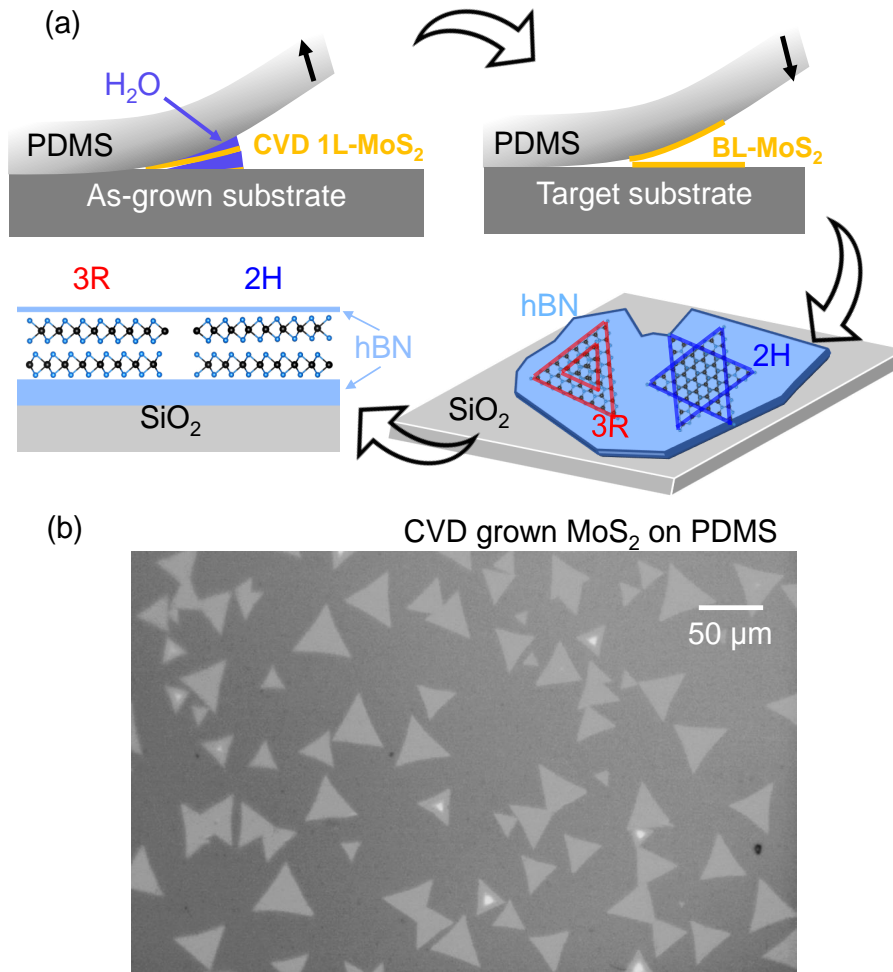 (a)
H₂O
PDMS
CVD 1L-MoS₂
As-grown substrate
PDMS
BL-MoS₂
Target substrate
3R
2H
hBN
SiO₂
hBN
2H
3R
SiO₂
(b)
CVD grown MoS₂ on PDMS
50 μm